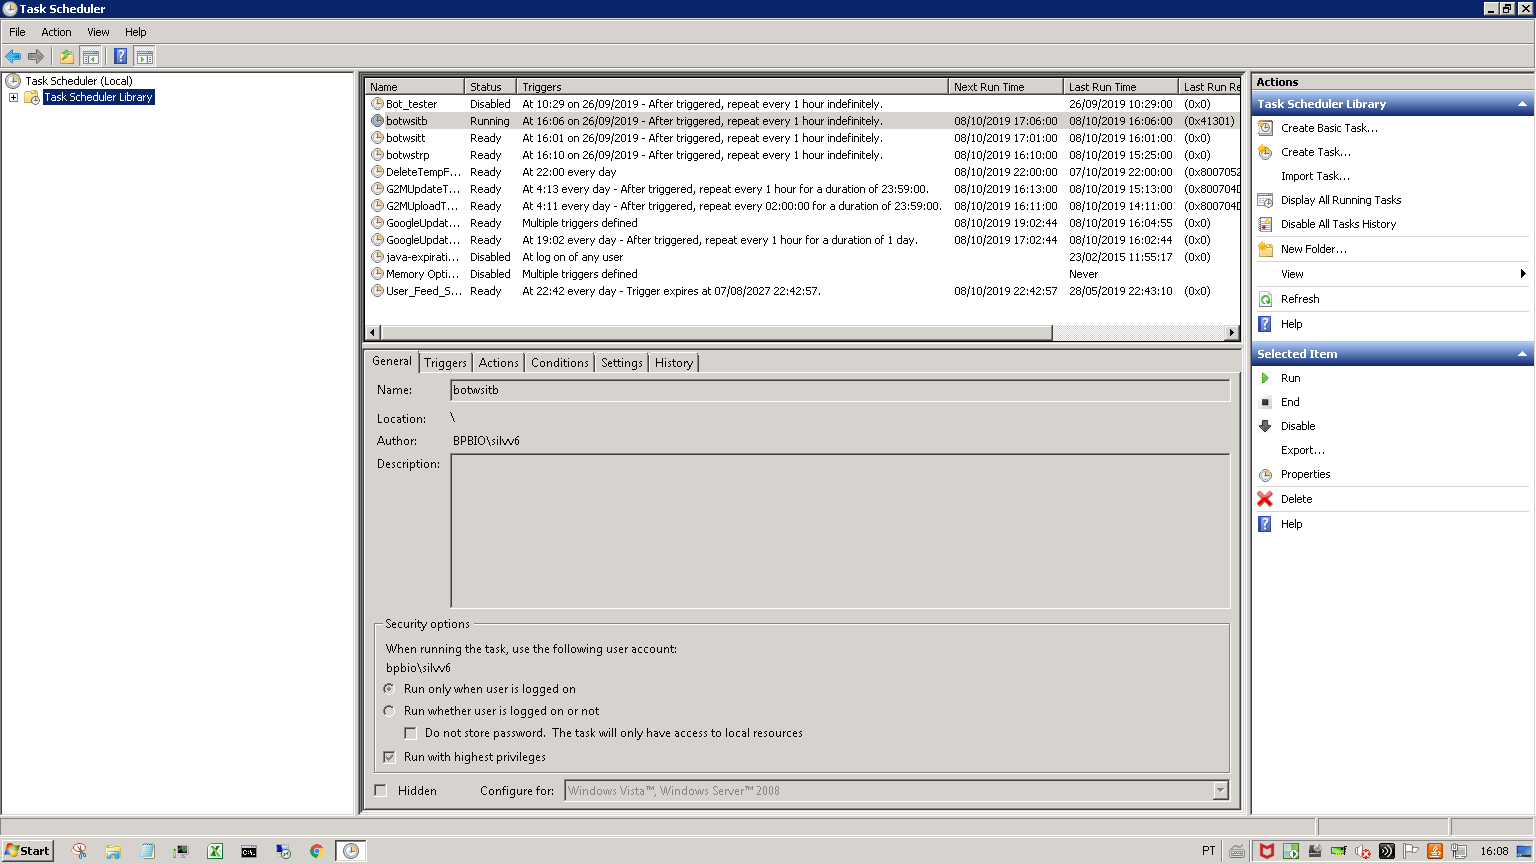 Task Scheduler
File Action View Help
Task Scheduler (Local)
Task Scheduler Library
Name Status Triggers Next Run Time Last Run Time Last Run Re
Bot_tester Disabled At 10:29 on 26/09/2019 - After triggered, repeat every 1 hour indefinitely. 26/09/2019 10:29:00 (0x0)
botwsitb Running At 16:06 on 26/09/2019 - After triggered, repeat every 1 hour indefinitely. 08/10/2019 17:06:00 08/10/2019 16:06:00 (0x41301)
botwsitt Ready At 16:01 on 26/09/2019 - After triggered, repeat every 1 hour indefinitely. 08/10/2019 17:01:00 08/10/2019 16:01:00 (0x0)
botwstrp Ready At 16:10 on 26/09/2019 - After triggered, repeat every 1 hour indefinitely. 08/10/2019 16:10:00 08/10/2019 15:25:00 (0x0)
DeleteTempF... Ready At 22:00 every day 08/10/2019 22:00:00 07/10/2019 22:00:00 (0x8007052
G2MUpdateT... Ready At 4:13 every day - After triggered, repeat every 1 hour for a duration of 23:59:00. 08/10/2019 16:13:00 08/10/2019 15:13:00 (0x800704D
G2MUploadT... Ready At 4:11 every day - After triggered, repeat every 02:00:00 for a duration of 23:59:00. 08/10/2019 16:11:00 08/10/2019 14:11:00 (0x800704D
GoogleUpdat... Ready Multiple triggers defined 08/10/2019 19:02:44 08/10/2019 16:04:55 (0x0)
GoogleUpdat... Ready At 19:02 every day - After triggered, repeat every 1 hour for a duration of 1 day. 08/10/2019 17:02:44 08/10/2019 16:02:44 (0x0)
java-expirati... Disabled At log on of any user 23/02/2015 11:55:17 (0x0)
Memory Opti... Disabled Multiple triggers defined Never
User_Feed_S... Ready At 22:42 every day - Trigger expires at 07/08/2027 22:42:57. 08/10/2019 22:42:57 28/05/2019 22:43:10 (0x0)
General Triggers Actions Conditions Settings History
Name: botwsitb
Location: \
Author: BPBIO\silvv6
Description:
Security options
When running the task, use the following user account:
bpbio\silvv6
Run only when user is logged on
Run whether user is logged on or not
Do not store password. The task will only have access to local resources
Run with highest privileges
Hidden Configure for: Windows Vista™, Windows Server™ 2008
Actions
Task Scheduler Library
Create Basic Task...
Create Task...
Import Task...
Display All Running Tasks
Disable All Tasks History
New Folder...
View
Refresh
Help
Selected Item
Run
End
Disable
Export...
Properties
Delete
Help
Start PT 16:08